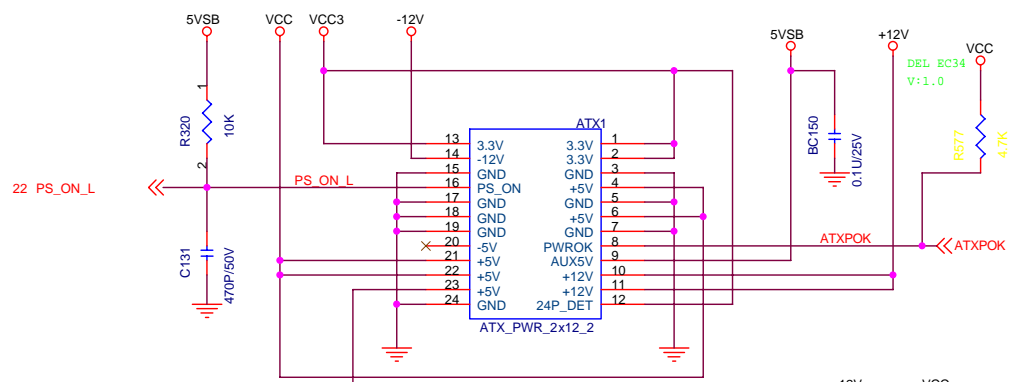 5VSB VCC VCC3 -12V 5VSB +12V VCC
DEL EC34
V:1.0
1 R320 10K 2
BC150 0.1U/25V
R577 4.7K
ATX1
13 3.3V 3.3V 1
14 -12V 3.3V 2
15 GND GND 3
22 PS_ON_L PS_ON_L 16 PS_ON +5V 4
17 GND GND 5
18 GND +5V 6
19 GND GND 7
20 -5V PWROK 8 ATXPOK ATXPOK
21 +5V AUX5V 9
22 +5V +12V 10
23 +5V +12V 11
24 GND 24P_DET 12
C131 470P/50V
ATX_PWR_2x12_2